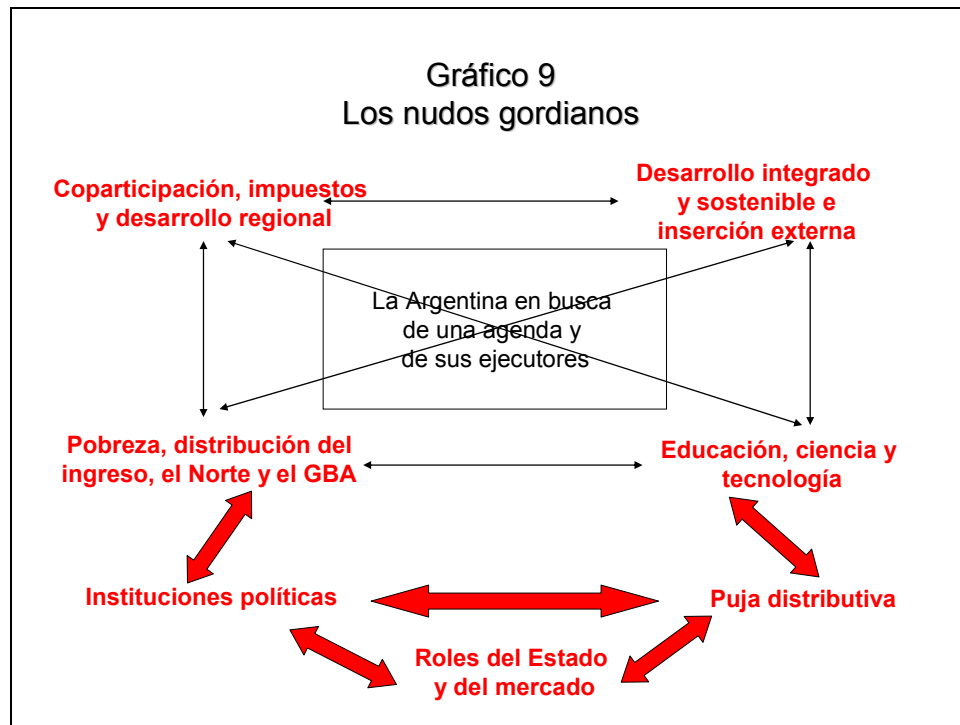 Gráfico 9
Los nudos gordianos
Coparticipación, impuestos
y desarrollo regional
Desarrollo integrado
y sostenible e
inserción externa
La Argentina en busca
de una agenda y
de sus ejecutores
Pobreza, distribución del
ingreso, el Norte y el GBA
Educación, ciencia y
tecnología
Instituciones políticas
Puja distributiva
Roles del Estado
y del mercado